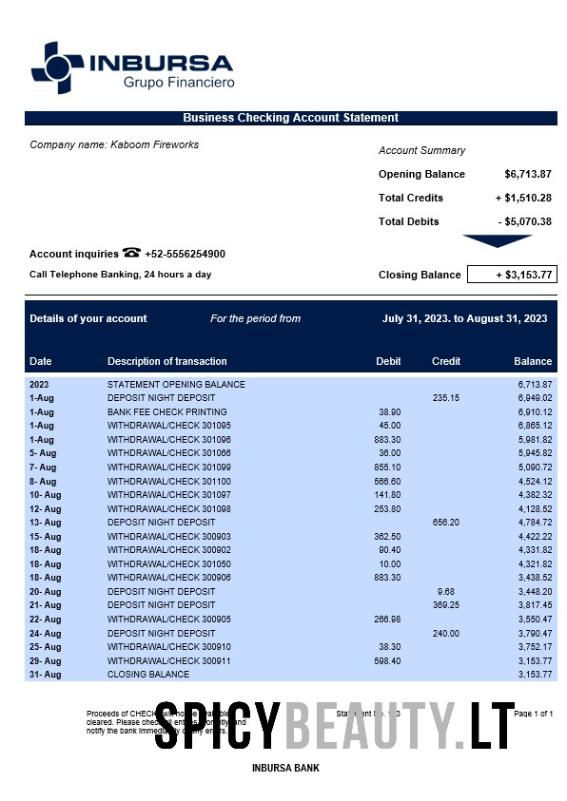 INBURSA
Grupo Financiero
Business Checking Account Statement
Company name: Kaboom Fireworks
Account Summary
Opening Balance $6,713.87
Total Credits + $1,510.28
Total Debits - $5,070.38
Account inquiries ☎ +52-5556254900
Call Telephone Banking, 24 hours a day
Closing Balance + $3,153.77
Details of your account For the period from July 31, 2023. to August 31, 2023
Date Description of transaction Debit Credit Balance
2023 STATEMENT OPENING BALANCE 6,713.87
1-Aug DEPOSIT NIGHT DEPOSIT 235.15 6,949.02
1-Aug BANK FEE CHECK PRINTING 38.90 6,910.12
1-Aug WITHDRAWAL/CHECK 301095 45.00 6,865.12
1-Aug WITHDRAWAL/CHECK 301096 883.30 5,981.82
5- Aug WITHDRAWAL/CHECK 301066 36.00 5,945.82
7- Aug WITHDRAWAL/CHECK 301099 855.10 5,090.72
8- Aug WITHDRAWAL/CHECK 301100 566.60 4,524.12
10- Aug WITHDRAWAL/CHECK 301097 141.80 4,382.32
12- Aug WITHDRAWAL/CHECK 301098 253.80 4,128.52
13- Aug DEPOSIT NIGHT DEPOSIT 656.20 4,784.72
15- Aug WITHDRAWAL/CHECK 300903 362.50 4,422.22
18- Aug WITHDRAWAL/CHECK 300902 90.40 4,331.82
18- Aug WITHDRAWAL/CHECK 301050 10.00 4,321.82
18- Aug WITHDRAWAL/CHECK 300906 883.30 3,438.52
20- Aug DEPOSIT NIGHT DEPOSIT 9.68 3,448.20
21- Aug DEPOSIT NIGHT DEPOSIT 369.25 3,817.45
22- Aug WITHDRAWAL/CHECK 300905 266.98 3,550.47
24- Aug DEPOSIT NIGHT DEPOSIT 240.00 3,790.47
25- Aug WITHDRAWAL/CHECK 300910 38.30 3,752.17
29- Aug WITHDRAWAL/CHECK 300911 598.40 3,153.77
31- Aug CLOSING BALANCE 3,153.77
Proceeds of Page 1 of 1
cleared. Please and
notify the bank
SPICYBEAUTY.LT
INBURSA BANK